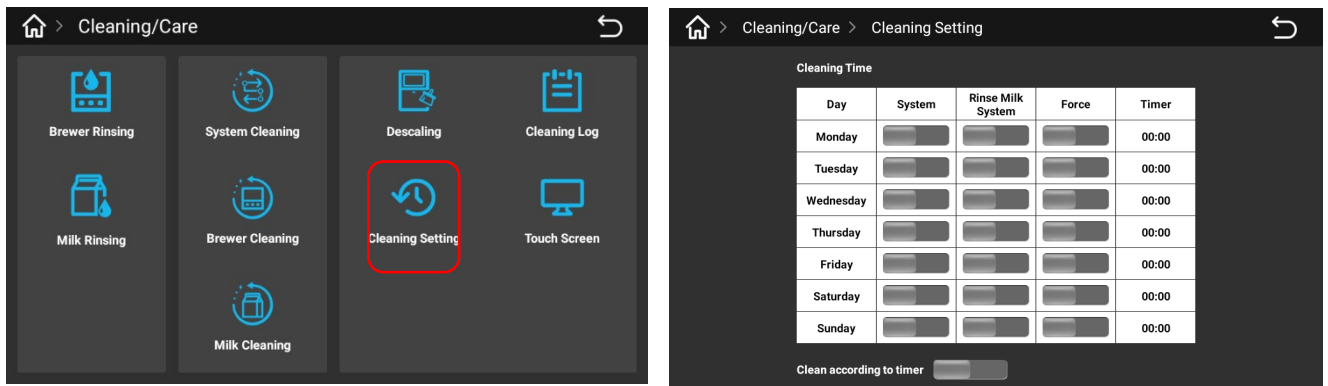 Cleaning/Care
Brewer Rinsing
System Cleaning
Descaling
Cleaning Log
Milk Rinsing
Brewer Cleaning
Cleaning Setting
Touch Screen
Milk Cleaning
Cleaning/Care > Cleaning Setting
Cleaning Time
Day System Rinse Milk System Force Timer
Monday 00:00
Tuesday 00:00
Wednesday 00:00
Thursday 00:00
Friday 00:00
Saturday 00:00
Sunday 00:00
Clean according to timer